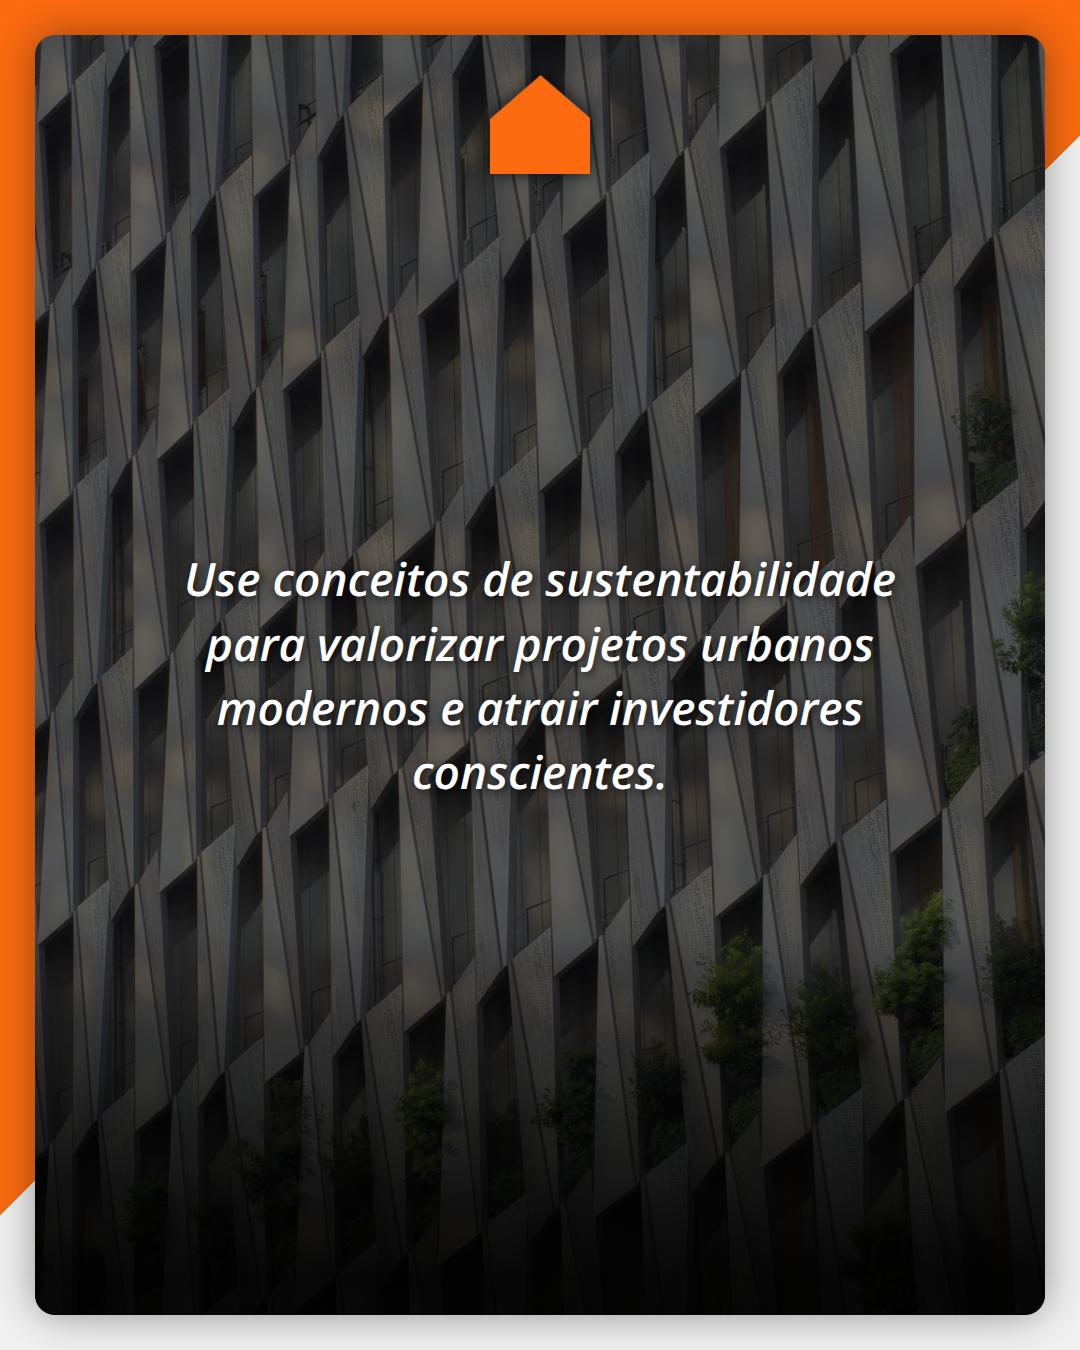 Use conceitos de sustentabilidade
para valorizar projetos urbanos
modernos e atrair investidores
conscientes.